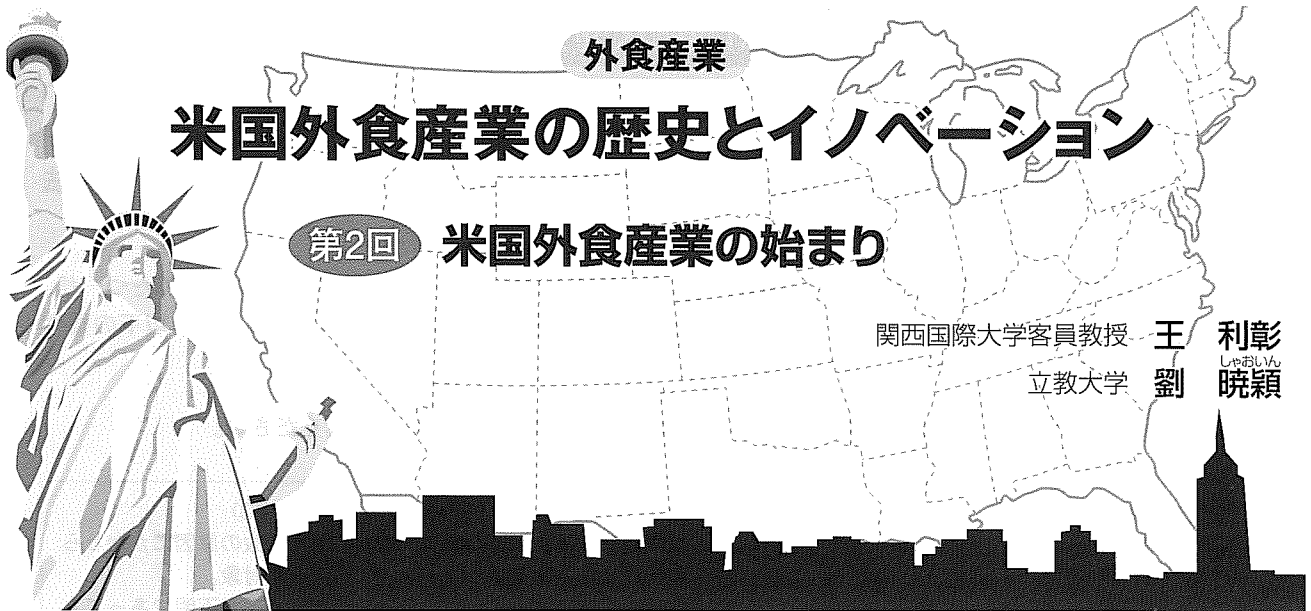 外食産業
米国外食産業の歴史とイノベーション
第2回 米国外食産業の始まり
関西国際大学客員教授 王 利彰
しゃおいん
立教大学 劉 暁穎